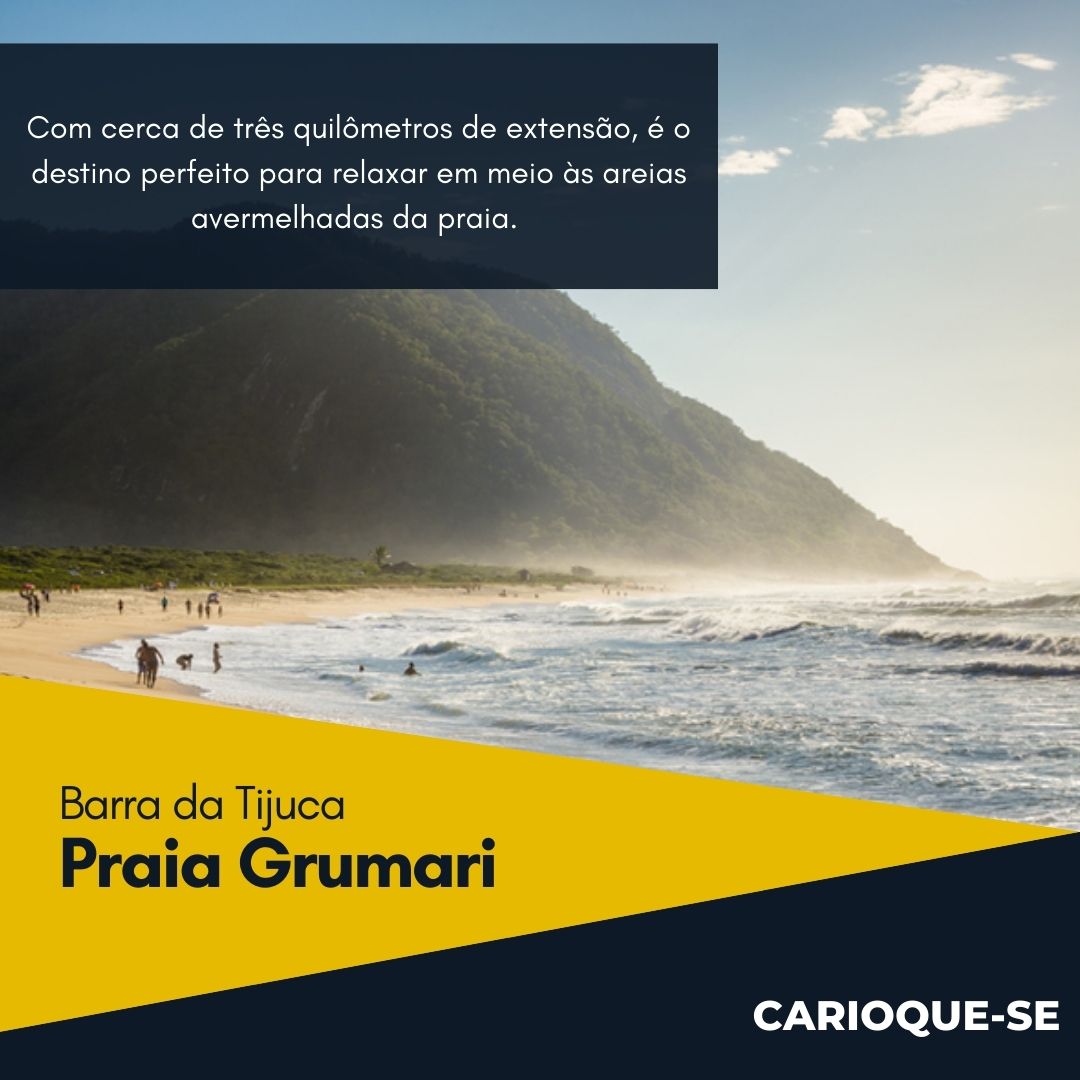 Com cerca de três quilômetros de extensão, é o
destino perfeito para relaxar em meio às areias
avermelhadas da praia.
Barra da Tijuca
Praia Grumari
CARIOQUE-SE